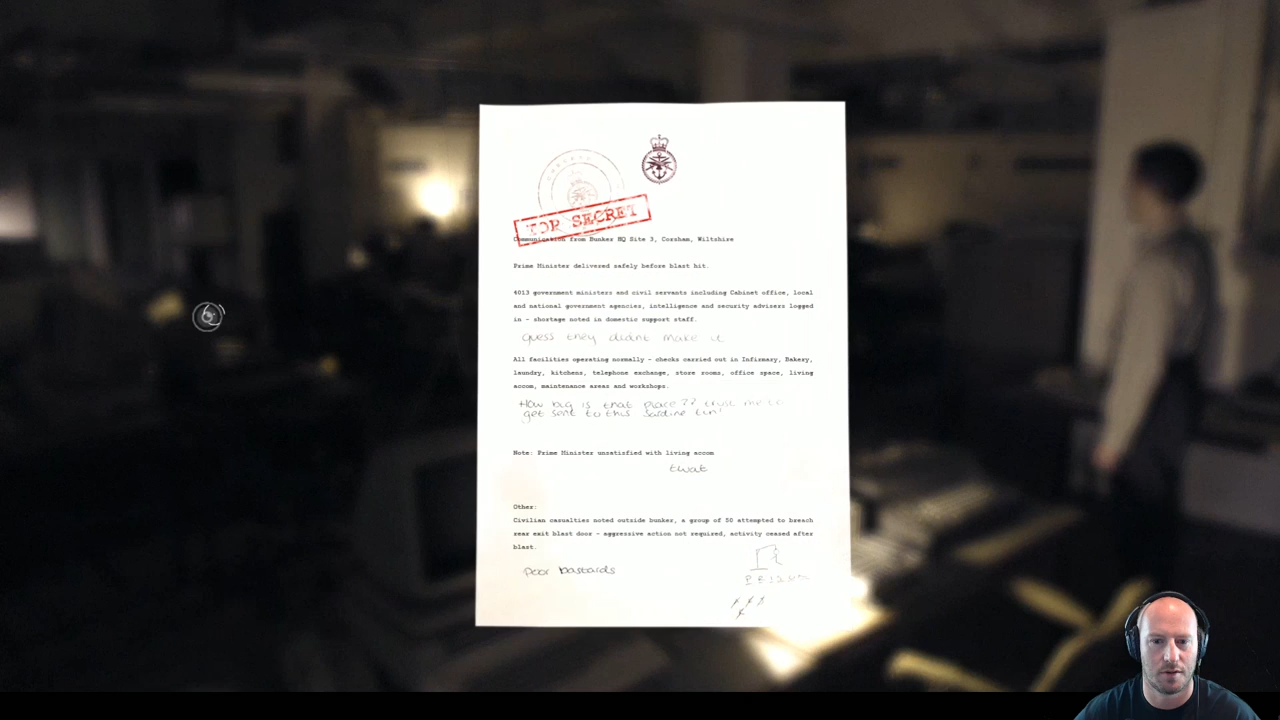 TOP SECRET
Communication from Bunker HQ Site 3, Corsham, Wiltshire
Prime Minister delivered safely before blast hit.
6013 government ministers and civil servants including Cabinet office, local
and national government agencies, intelligence and security advisers logged
in - shortage noted in domestic support staff.
guess they didnt make it
All facilities operating normally - checks carried out in Infirmary, Bakery,
laundry, kitchens, telephone exchange, store rooms, office space, living
accom, maintenance areas and workshops.
How big is that place?? trust me to
get sent to this sardine tin!
Note: Prime Minister unsatisfied with living accom
twat
Other:
Civilian casualties noted outside bunker, a group of 50 attempted to breach
rear exit blast door - aggressive action not required, activity ceased after
blast.
Poor bastards